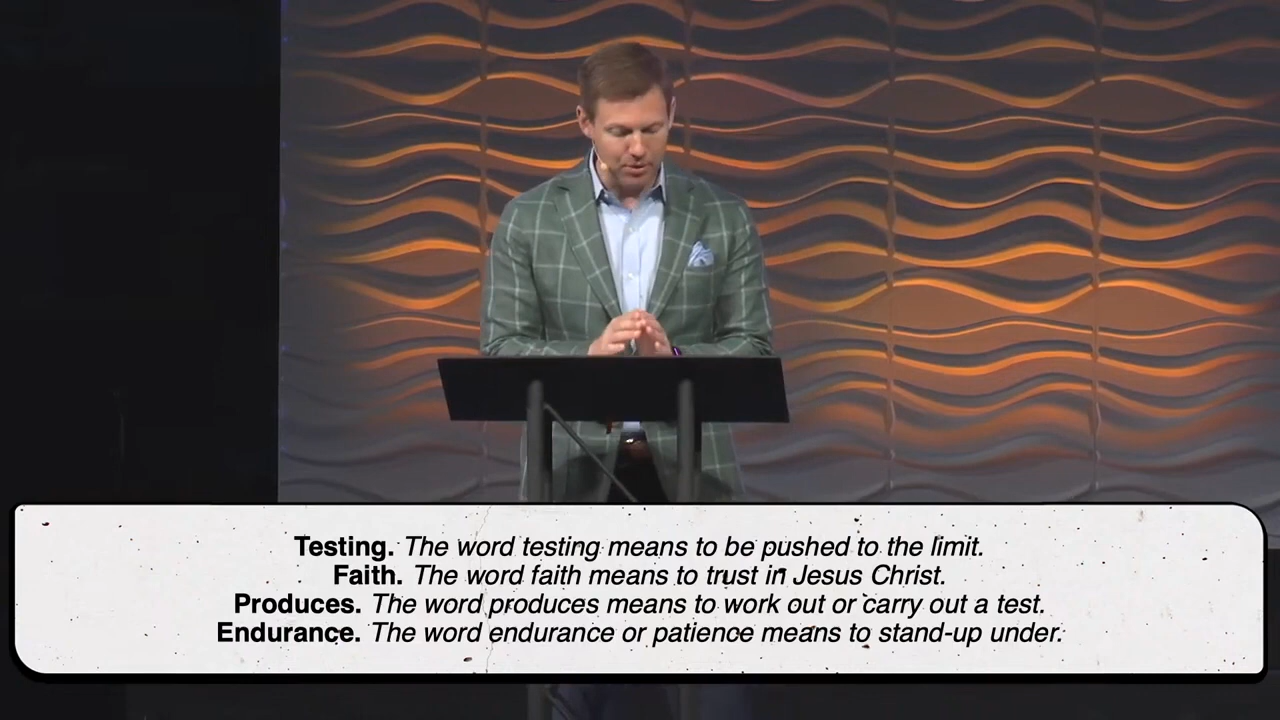 Testing. The word testing means to be pushed to the limit.
Faith. The word faith means to trust in Jesus Christ.
Produces. The word produces means to work out or carry out a test.
Endurance. The word endurance or patience means to stand-up under.